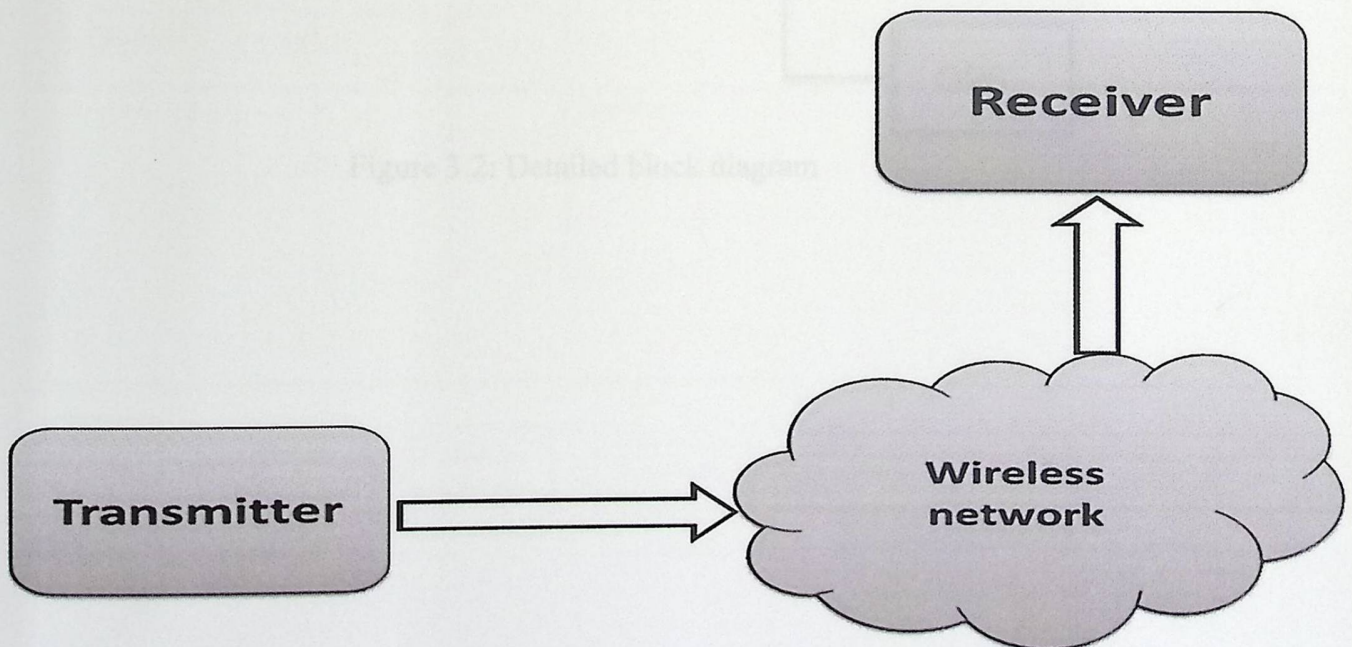 Receiver
Figure 3.2: Detailed block diagram
Transmitter
Wireless
network